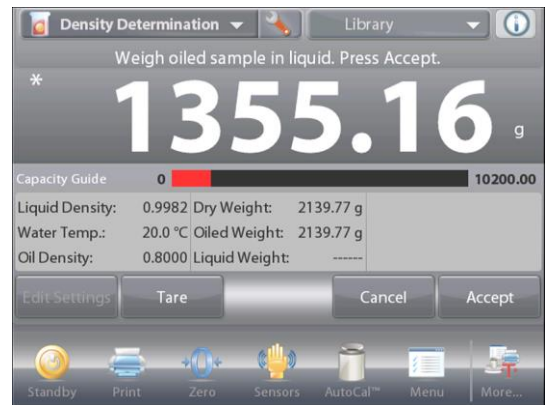 Density Determination Library
Weigh oiled sample in liquid. Press Accept.
* 1355.16 g
Capacity Guide 0 10200.00
Liquid Density: 0.9982 Dry Weight: 2139.77 g
Water Temp.: 20.0 °C Oiled Weight: 2139.77 g
Oil Density: 0.8000 Liquid Weight: ------
Edit Settings Tare Cancel Accept
Standby Print Zero Sensors AutoCal™ Menu More...